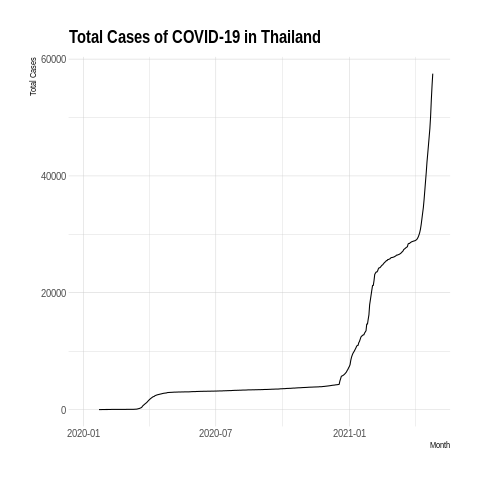 Total Cases of COVID-19 in Thailand
Total Cases
60000
40000
20000
0
2020-01 2020-07 2021-01
Month